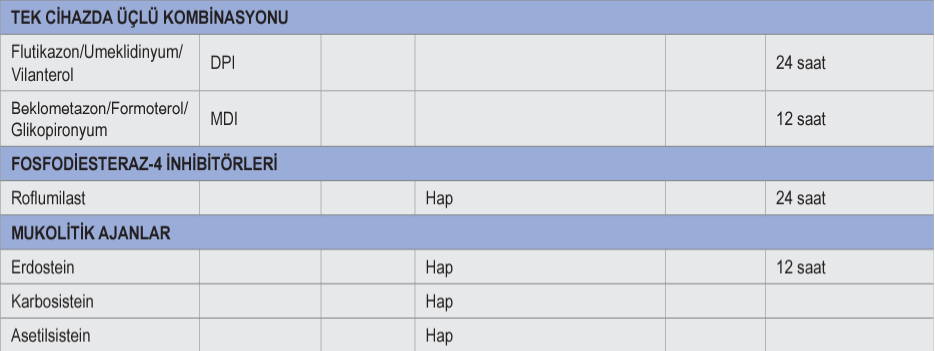 TEK CİHAZDA ÜÇLÜ KOMBİNASYONU
Flutikazon/Umeklidinyum/
Vilanterol DPI 24 saat
Beklometazon/Formoterol/
Glikopironyum MDI 12 saat
FOSFODİESTERAZ-4 İNHİBİTÖRLERİ
Roflumilast Hap 24 saat
MUKOLİTİK AJANLAR
Erdostein Hap 12 saat
Karbosistein Hap
Asetilsistein Hap